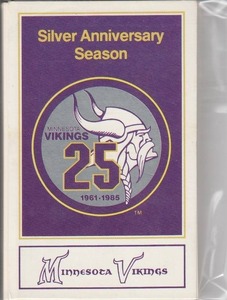 Silver Anniversary
Season
MINNESOTA
VIKINGS
25
1961-1985
TM
Minnesota Vikings